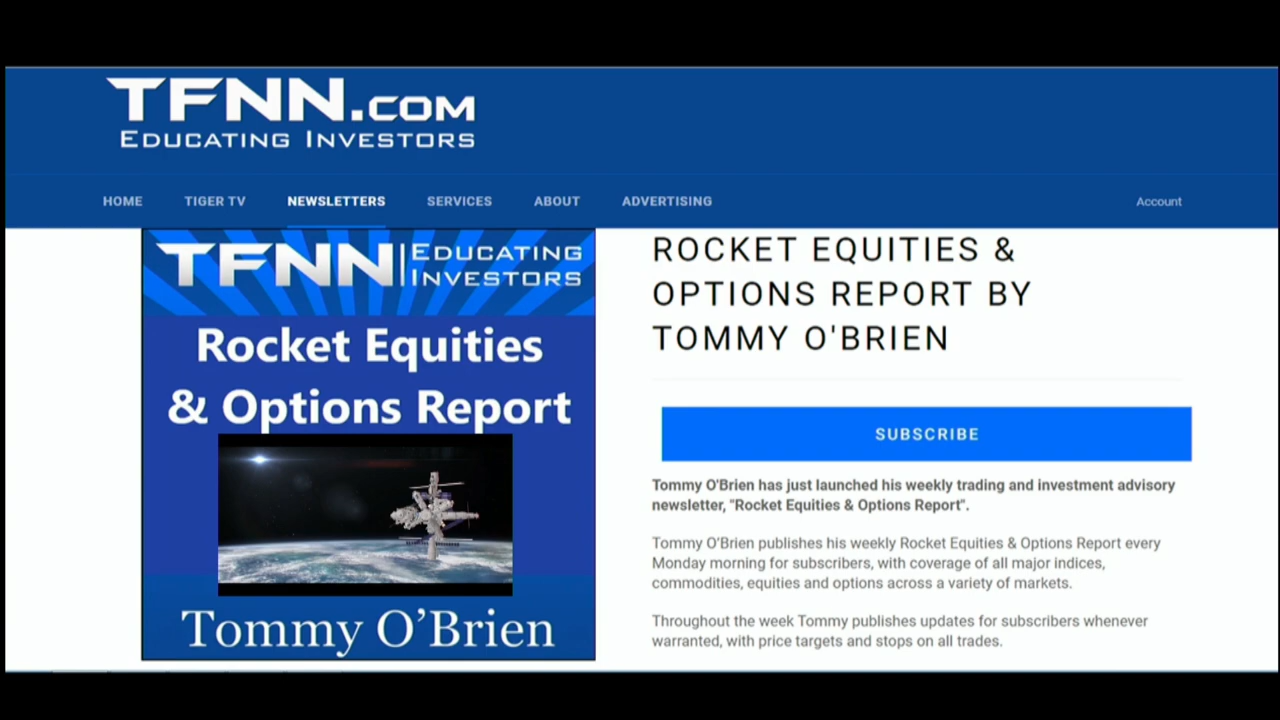 TFNN.COM
EDUCATING INVESTORS
HOME TIGER TV NEWSLETTERS SERVICES ABOUT ADVERTISING Account
TFNN EDUCATING
INVESTORS
Rocket Equities
& Options Report
Tommy O’Brien
ROCKET EQUITIES &
OPTIONS REPORT BY
TOMMY O'BRIEN
SUBSCRIBE
Tommy O'Brien has just launched his weekly trading and investment advisory
newsletter, "Rocket Equities & Options Report".
Tommy O’Brien publishes his weekly Rocket Equities & Options Report every
Monday morning for subscribers, with coverage of all major indices,
commodities, equities and options across a variety of markets.
Throughout the week Tommy publishes updates for subscribers whenever
warranted, with price targets and stops on all trades.